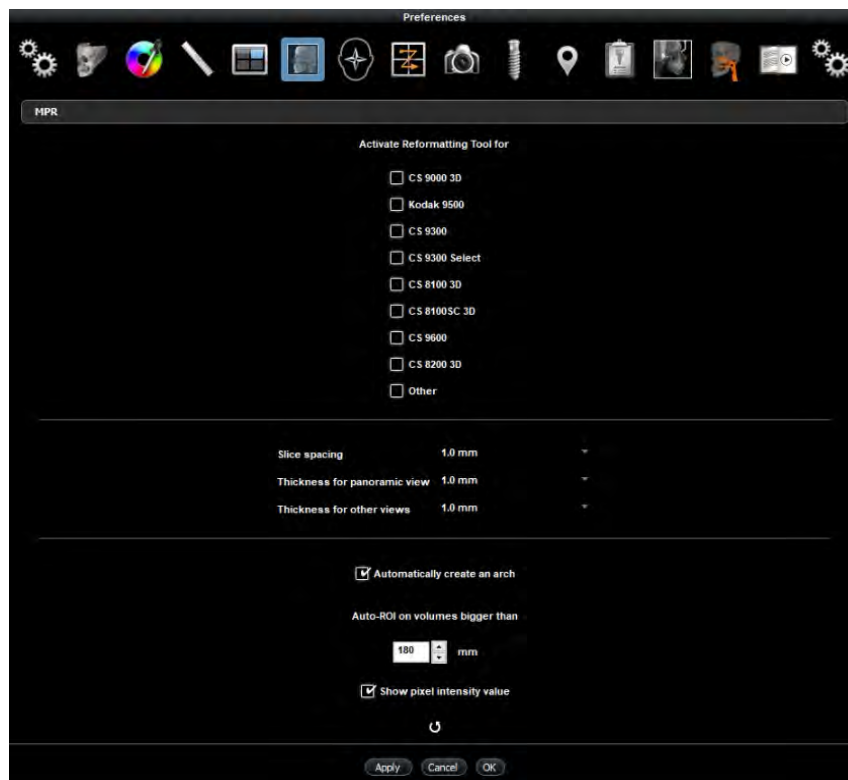 Preferences
MPR
Activate Reformatting Tool for
CS 9000 3D
Kodak 9500
CS 9300
CS 9300 Select
CS 8100 3D
CS 8100SC 3D
CS 9600
CS 8200 3D
Other
Slice spacing 1.0 mm
Thickness for panoramic view 1.0 mm
Thickness for other views 1.0 mm
Automatically create an arch
Auto-ROI on volumes bigger than
180 mm
Show pixel intensity value
Apply Cancel OK